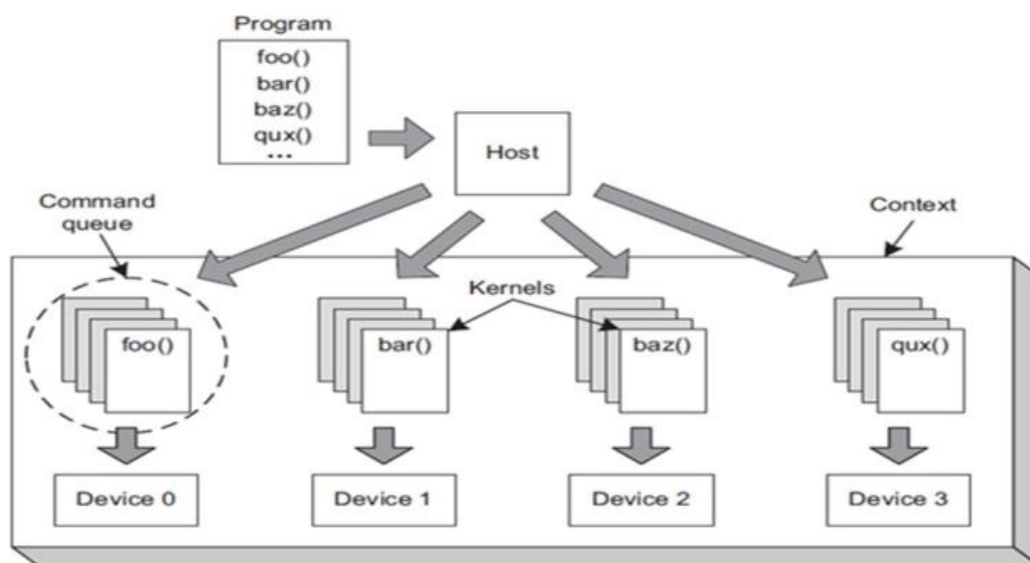 Program
foo()
bar()
baz()
qux()
...
Host
Command
queue
Context
Kernels
foo()
bar()
baz()
qux()
Device 0
Device 1
Device 2
Device 3